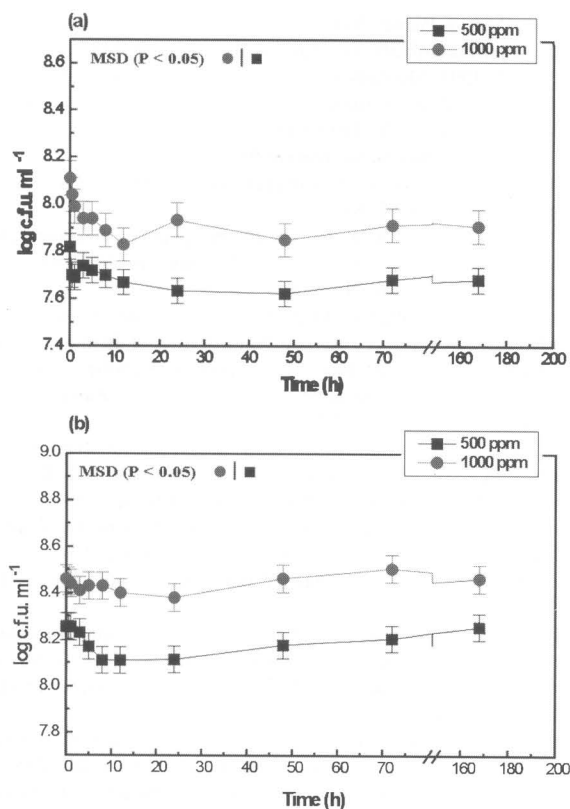 (a)
500 ppm
1000 ppm
MSD (P < 0.05)
8.6
8.4
8.2
8.0
7.8
7.6
7.4
log c.f.u. ml -1
0 10 20 30 40 50 60 70 160 180 200
Time (h)
(b)
500 ppm
1000 ppm
MSD (P < 0.05)
9.0
8.8
8.6
8.4
8.2
8.0
7.8
log c.f.u. ml -1
0 10 20 30 40 50 60 70 160 180 200
Time (h)